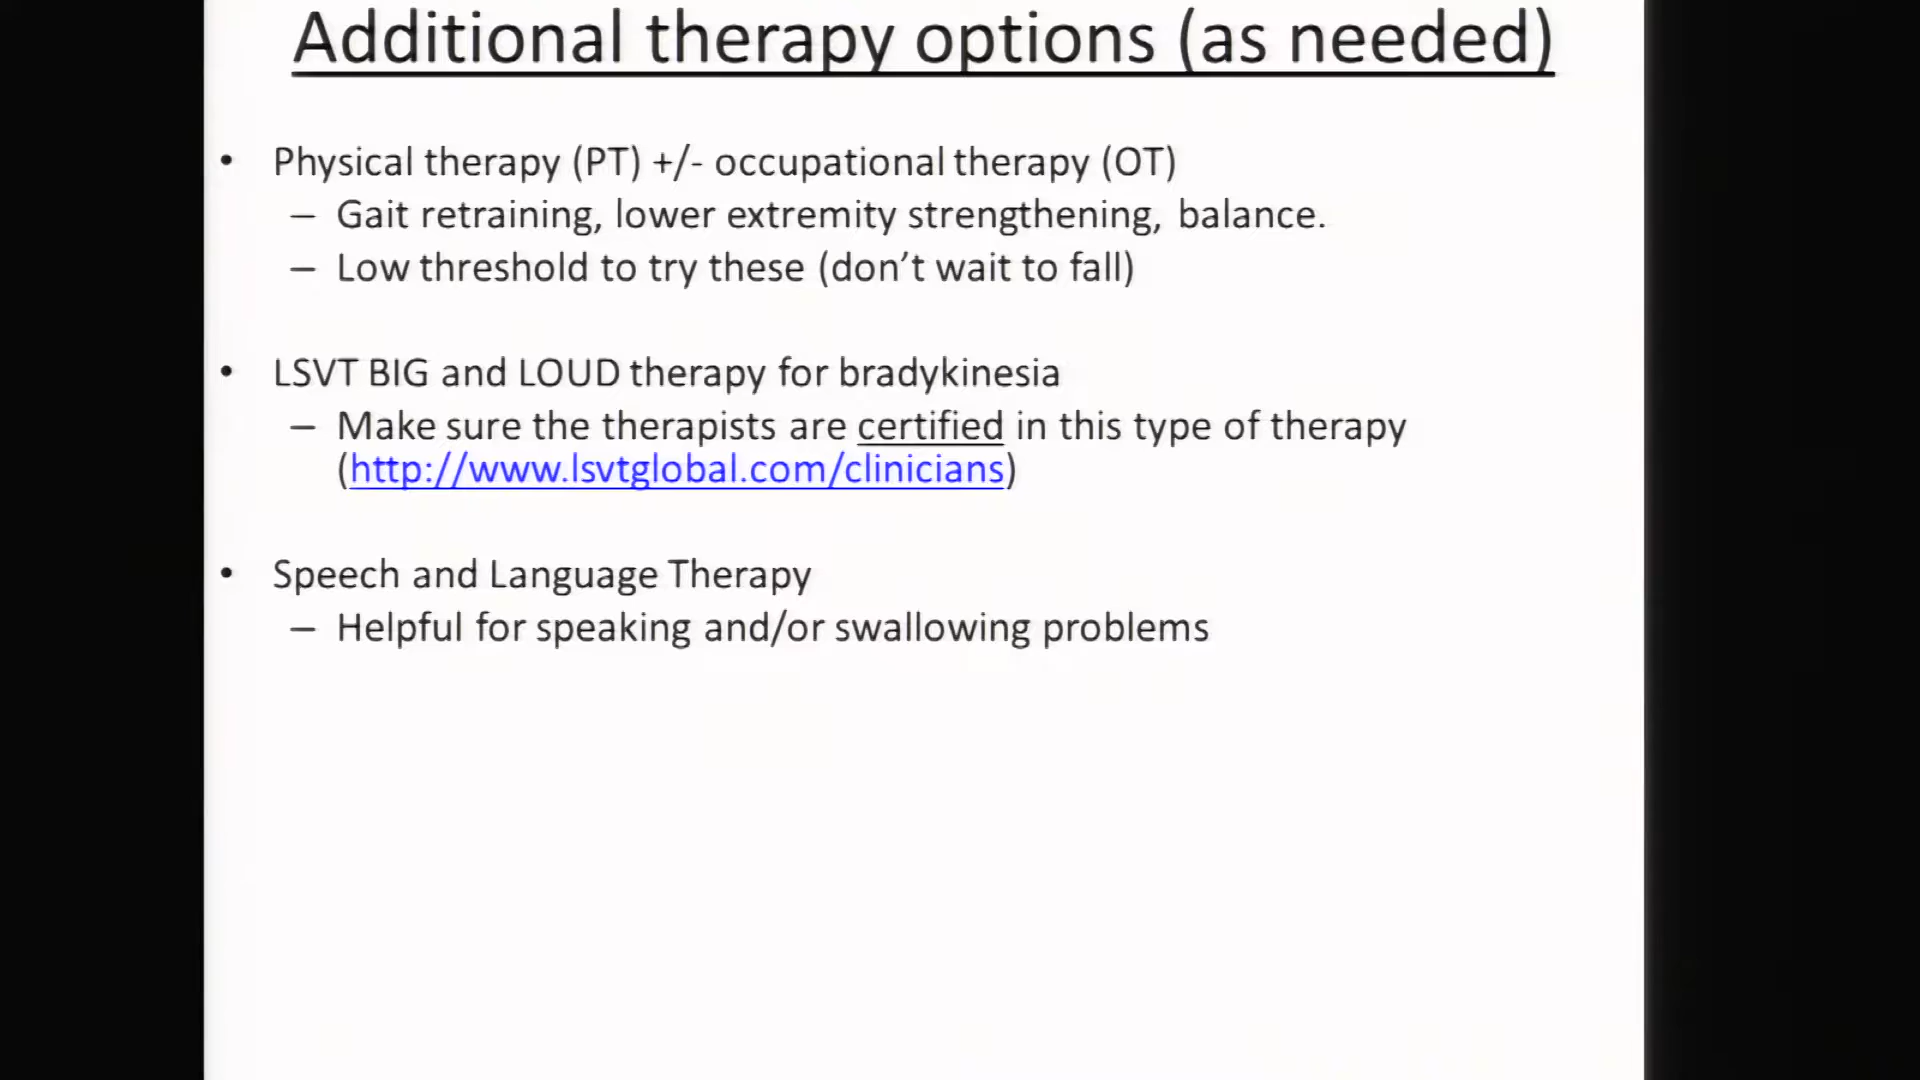 Additional therapy options (as needed)
• Physical therapy (PT) +/- occupational therapy (OT)
– Gait retraining, lower extremity strengthening, balance.
– Low threshold to try these (don’t wait to fall)
• LSVT BIG and LOUD therapy for bradykinesia
– Make sure the therapists are certified in this type of therapy
(http://www.lsvtglobal.com/clinicians)
• Speech and Language Therapy
– Helpful for speaking and/or swallowing problems